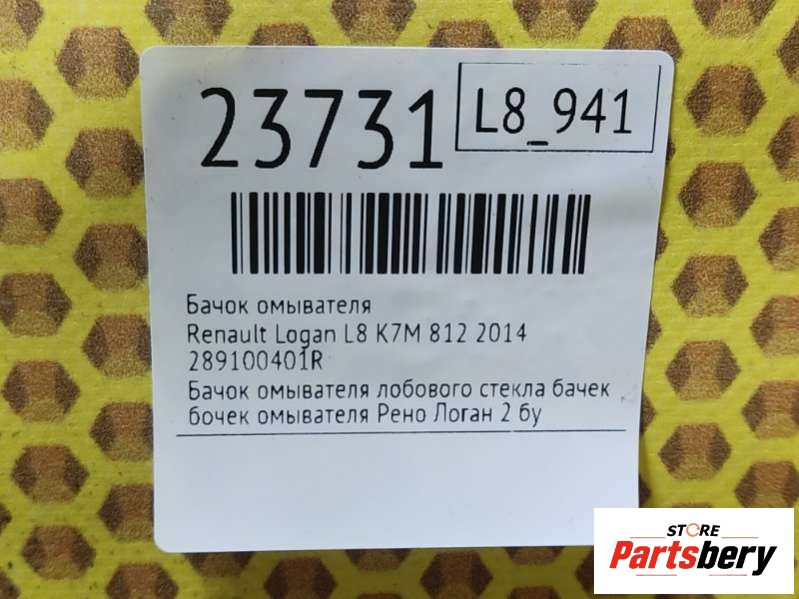 23731
L8_941
Бачок омывателя
Renault Logan L8 K7M 812 2014
289100401R
Бачок омывателя лобового стекла бачек
бочек омывателя Рено Логан 2 бу
STORE
Partsbery